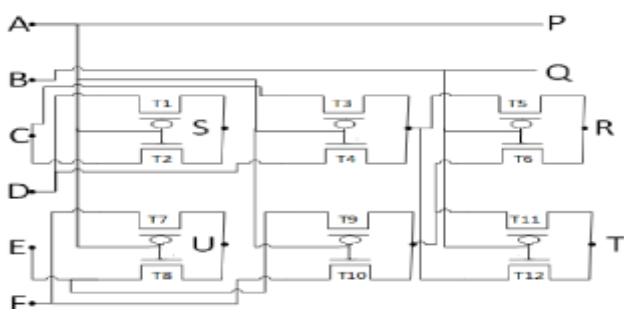 A P
B Q
T1 T3 T5
C S R
T2 T4 T6
D
T7 T9 T11
E U T
T8 T10 T12
F